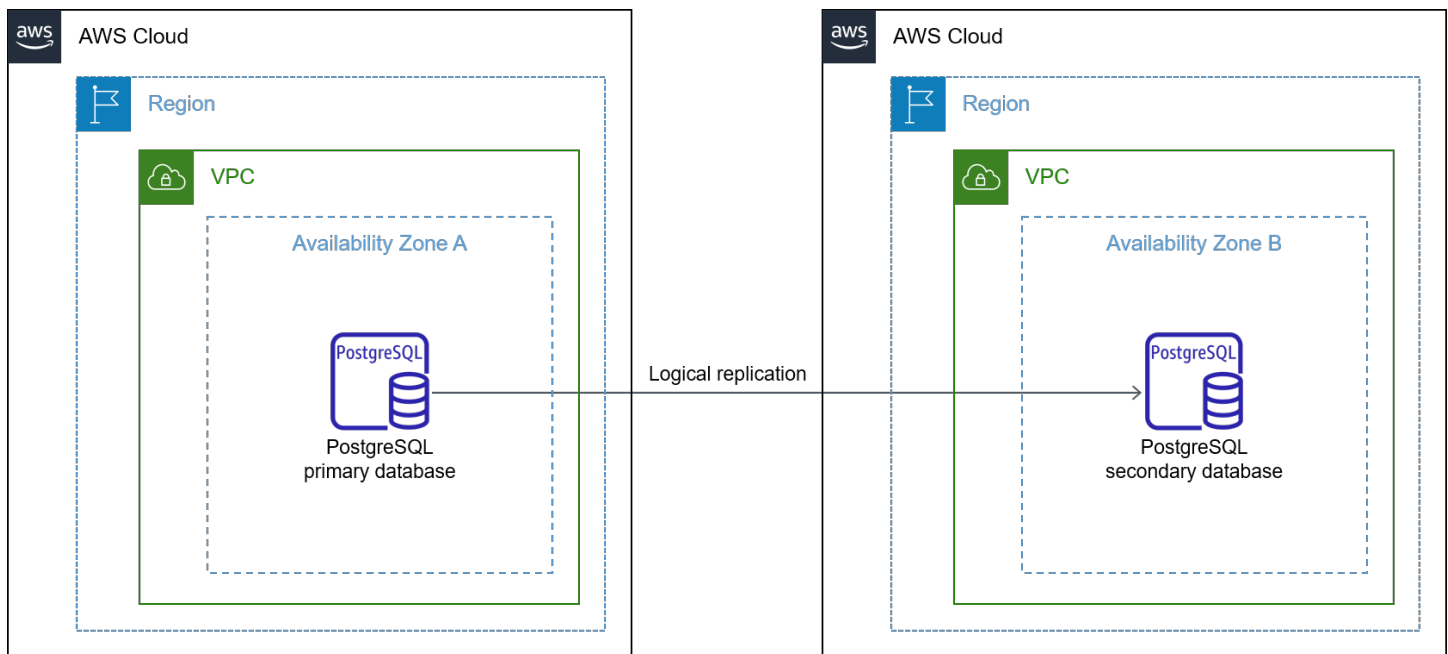 aws
AWS Cloud
Region
VPC
Availability Zone A
PostgreSQL
PostgreSQL
primary database
Logical replication
aws
AWS Cloud
Region
VPC
Availability Zone B
PostgreSQL
PostgreSQL
secondary database